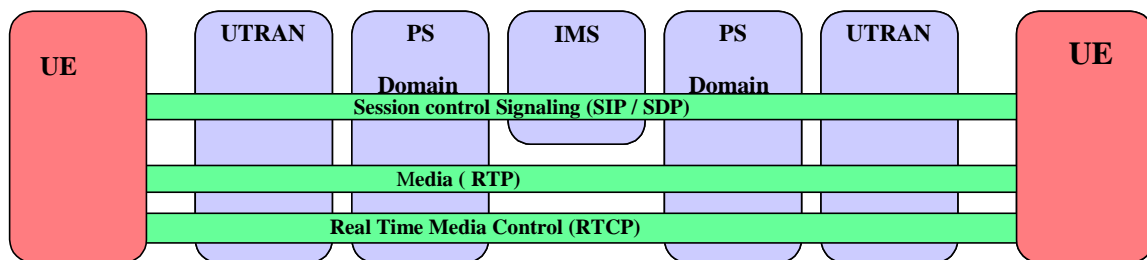 UE
UTRAN
PS
Domain
IMS
PS
Domain
UTRAN
UE
Session control Signaling (SIP / SDP)
Media ( RTP)
Real Time Media Control (RTCP)